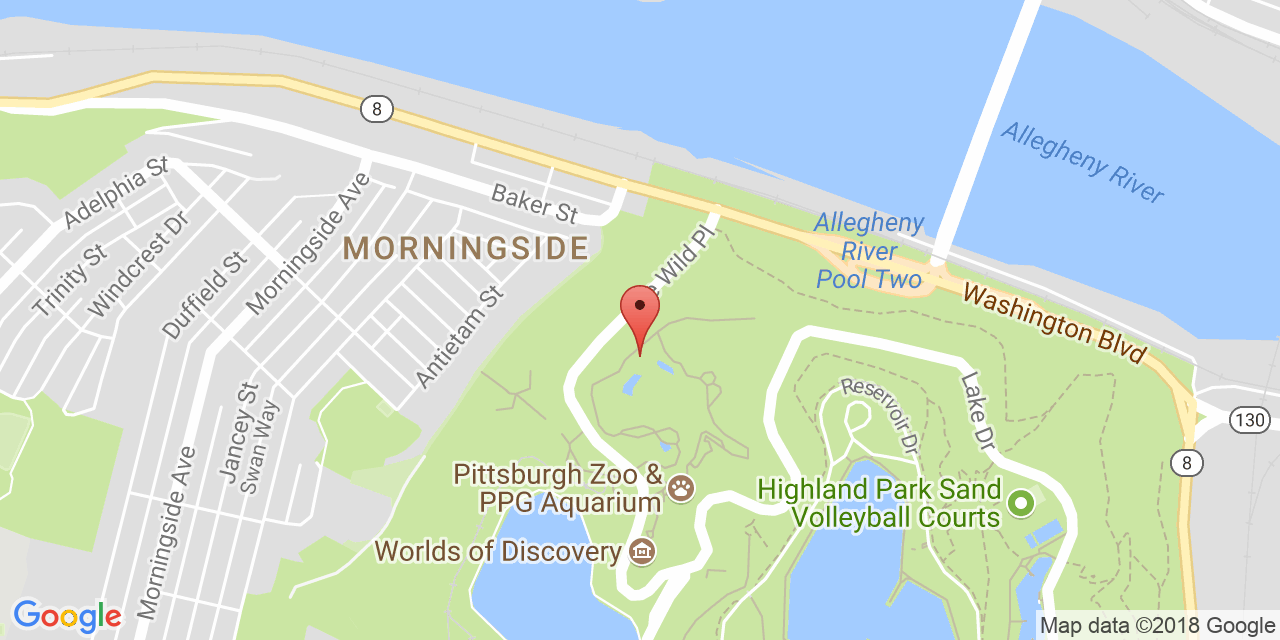 8
Allegheny River
Adelphia St
Baker St
Morningside Ave
MORNINGSIDE
Trinity St
Windcrest Dr
Duffield St
Wild Pl
Allegheny
River
Pool Two
Washington Blvd
Antietam St
Jancey St
Swan Way
Reservoir Dr
Lake Dr
130
8
Pittsburgh Zoo &
PPG Aquarium
Highland Park Sand
Volleyball Courts
Worlds of Discovery
Morningside Ave
Google
Map data ©2018 Google